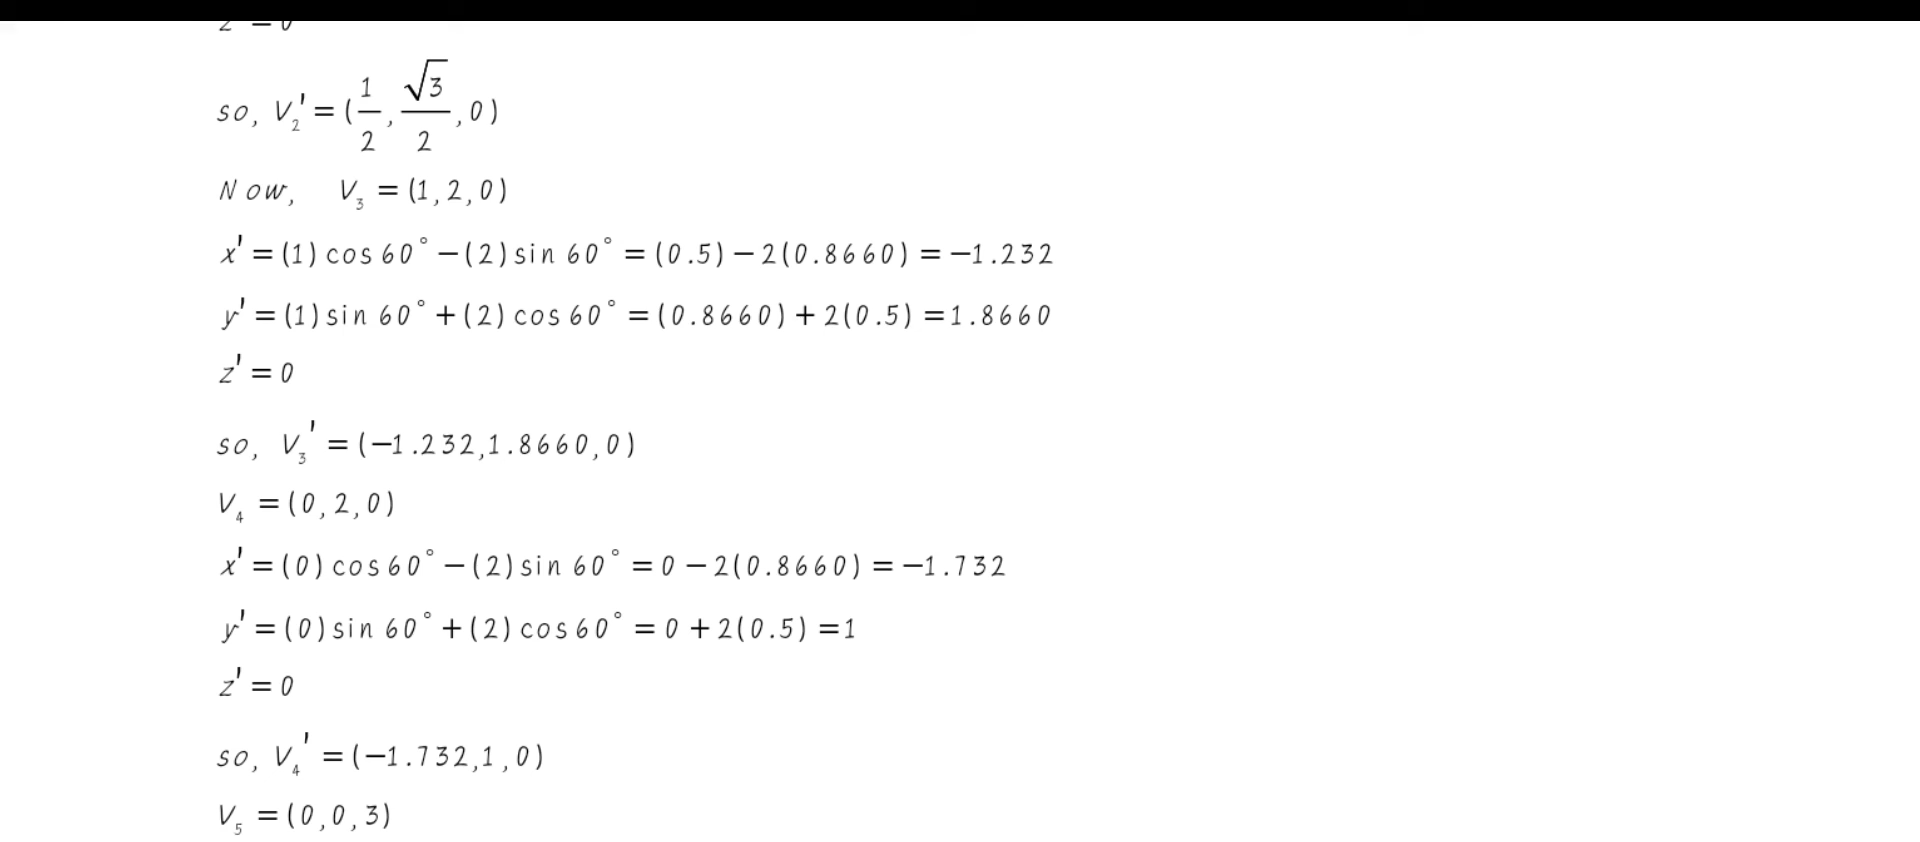 z' = 0
so, V₂' = (1/2, √3/2, 0)
Now, V₃ = (1,2,0)
x' = (1) cos 60° − (2) sin 60° = (0.5) − 2(0.8660) = −1.232
y' = (1) sin 60° + (2) cos 60° = (0.8660) + 2(0.5) = 1.8660
z' = 0
so, V₃' = (−1.232,1.8660,0)
V₄ = (0,2,0)
x' = (0) cos 60° − (2) sin 60° = 0 − 2(0.8660) = −1.732
y' = (0) sin 60° + (2) cos 60° = 0 + 2(0.5) = 1
z' = 0
so, V₄' = (−1.732,1,0)
V₅ = (0,0,3)